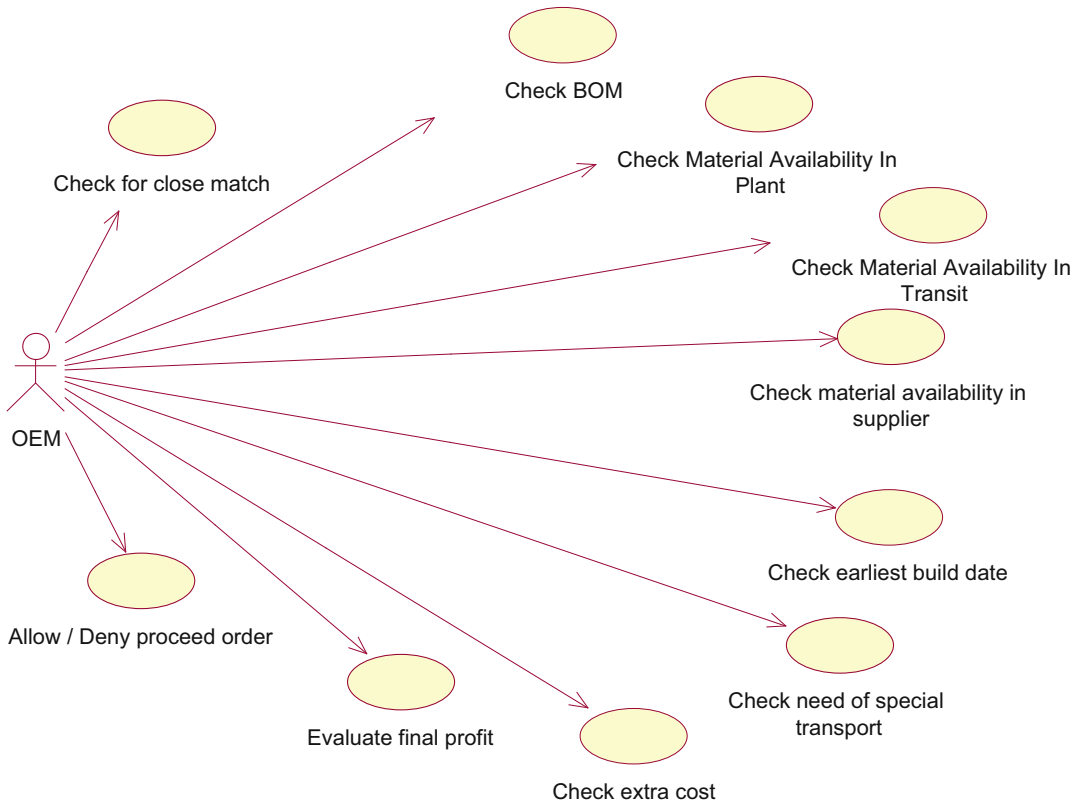 Check BOM
Check Material Availability In
Plant
Check for close match
Check Material Availability In
Transit
Check material availability in
supplier
OEM
Check earliest build date
Allow / Deny proceed order
Check need of special
transport
Evaluate final profit
Check extra cost